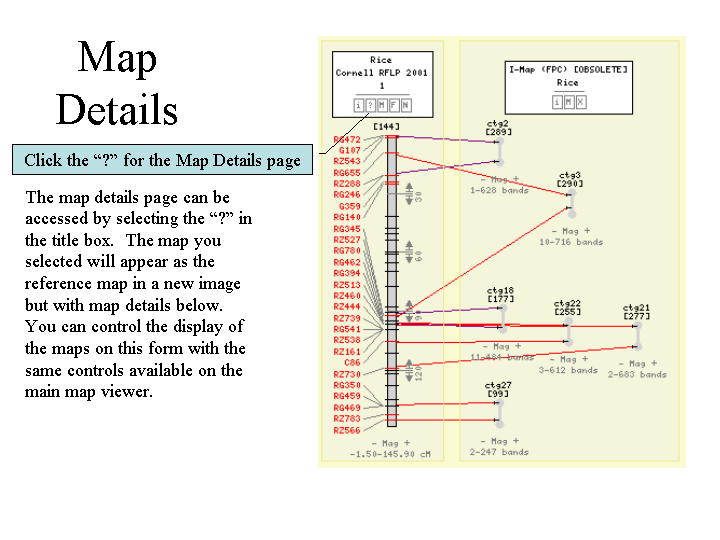 Map
Details
Click the “?” for the Map Details page
The map details page can be
accessed by selecting the “?” in
the title box.  The map you
selected will appear as the
reference map in a new image
but with map details below.
You can control the display of
the maps on this form with the
same controls available on the
main map viewer.
Rice
Cornell RFLP 2001
1
i ? M F N
[144]
RG472
G107
RZ543
RG655
RZ288
RG246
G359
RG140
RG345
RZ527
RG780
RG462
RG394
RZ513
RZ460
RZ444
RZ739
RG541
RZ538
RZ161
C86
RZ730
RG350
RG459
RG469
RZ783
RZ566
30
60
120
- Mag +
-1.50-145.90 cM
I-Map (FPC) [OBSOLETE]
Rice
i M X
ctg2
[289]
- Mag +
1-628 bands
ctg3
[290]
- Mag +
10-716 bands
ctg18
[177]
11-484 bands
ctg22
[255]
- Mag +
3-612 bands
ctg21
[277]
- Mag +
2-683 bands
ctg27
[99]
- Mag +
2-247 bands